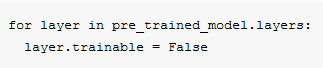 for layer in pre_trained_model.layers:
  layer.trainable = False